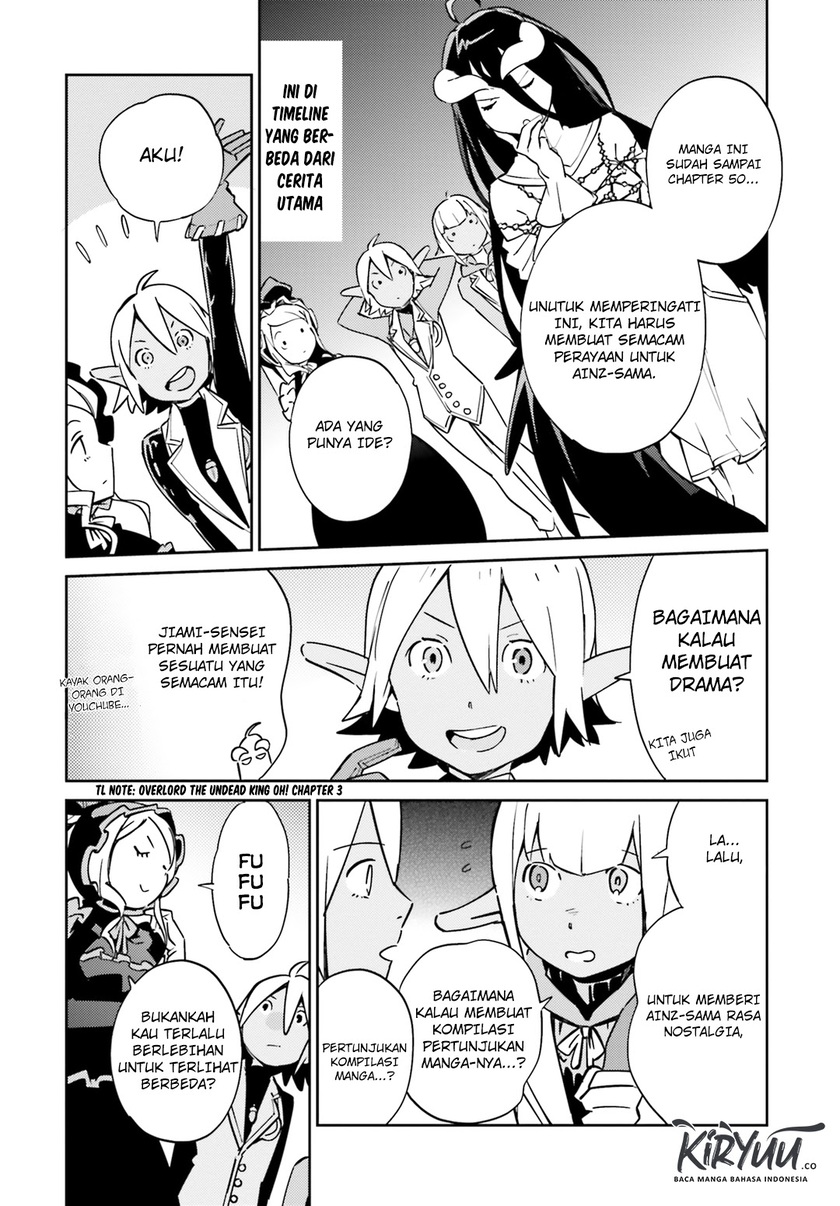 MANGA INI
SUDAH SAMPAI
CHAPTER 50...
INI DI
TIMELINE
YANG BER-
BEDA DARI
CERITA
UTAMA
UNUTUK MEMPERINGATI
INI, KITA HARUS
MEMBUAT SEMACAM
PERAYAAN UNTUK
AINZ-SAMA.
ADA YANG
PUNYA IDE?
AKU!
BAGAIMANA
KALAU
MEMBUAT
DRAMA?
KITA JUGA
IKUT
JIAMI-SENSEI
PERNAH MEMBUAT
SESUATU YANG
SEMACAM ITU!
KAYAK ORANG-
ORANG DI
YOUCHUBE...
TL NOTE: OVERLORD THE UNDEAD KING OH! CHAPTER 3
LA...
LALU,
UNTUK MEMBERI
AINZ-SAMA RASA
NOSTALGIA,
BAGAIMANA
KALAU MEMBUAT
KOMPILASI
PERTUNJUKAN
MANGA-NYA...?
PERTUNJUKAN
KOMPILASI
MANGA...?
FU
FU
FU
BUKANKAH
KAU TERLALU
BERLEBIHAN
UNTUK TERLIHAT
BERBEDA?
KIRYUU.CO
BACA MANGA BAHASA INDONESIA